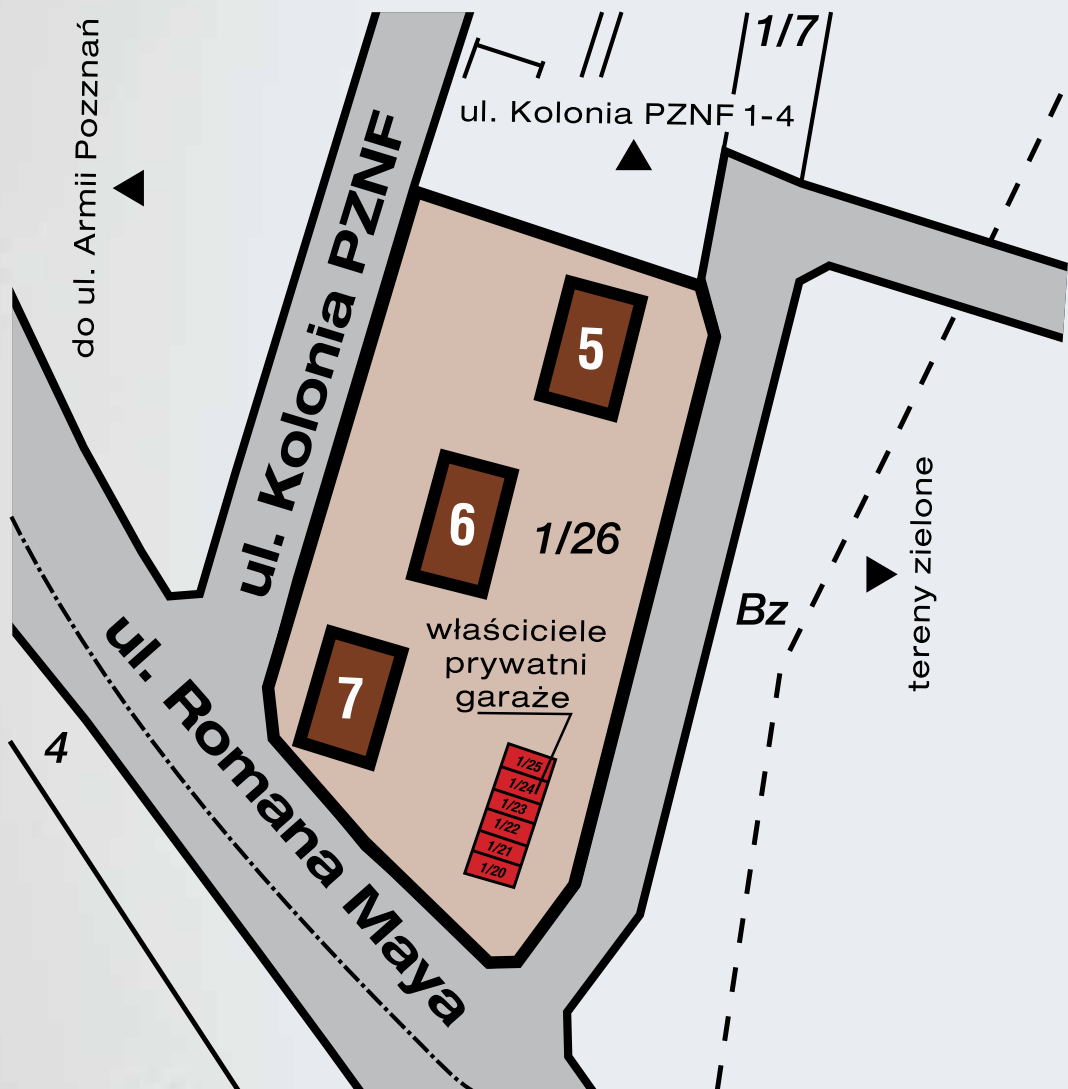 1/7
do ul. Armii Pozznań
ul. Kolonia PZNF 1-4
ul. Kolonia PZNF
5
6
1/26
tereny zielone
Bz
właściciele
prywatni
garaże
7
ul. Romana Maya
4
1/25
1/24
1/23
1/22
1/21
1/20